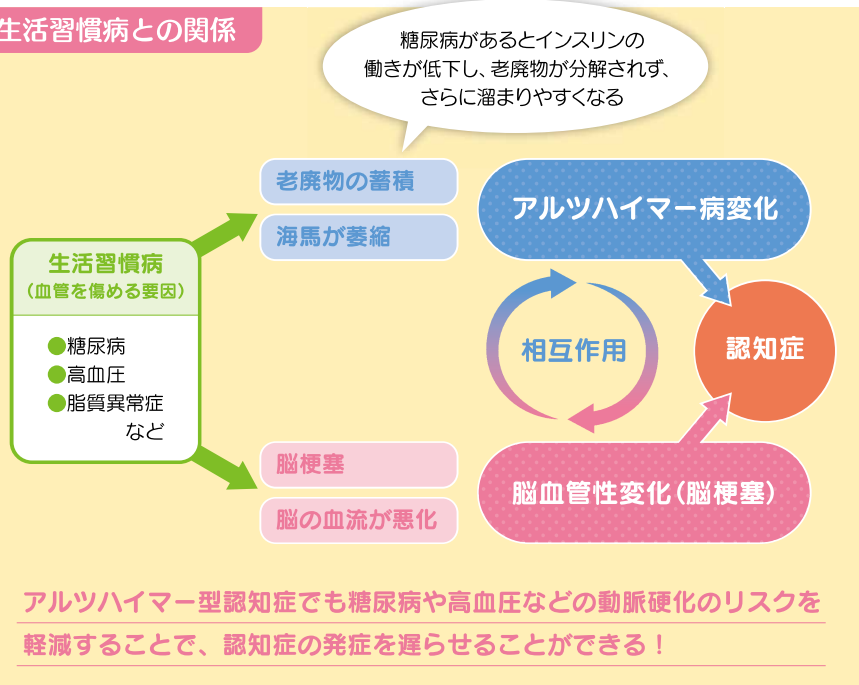 生活習慣病との関係
糖尿病があるとインスリンの
働きが低下し、老廃物が分解されず、
さらに溜まりやすくなる
老廃物の蓄積
海馬が萎縮
アルツハイマー病変化
生活習慣病
（血管を傷める要因）
●糖尿病
●高血圧
●脂質異常症
など
相互作用
認知症
脳梗塞
脳の血流が悪化
脳血管性変化（脳梗塞）
アルツハイマー型認知症でも糖尿病や高血圧などの動脈硬化のリスクを
軽減することで、認知症の発症を遅らせることができる！